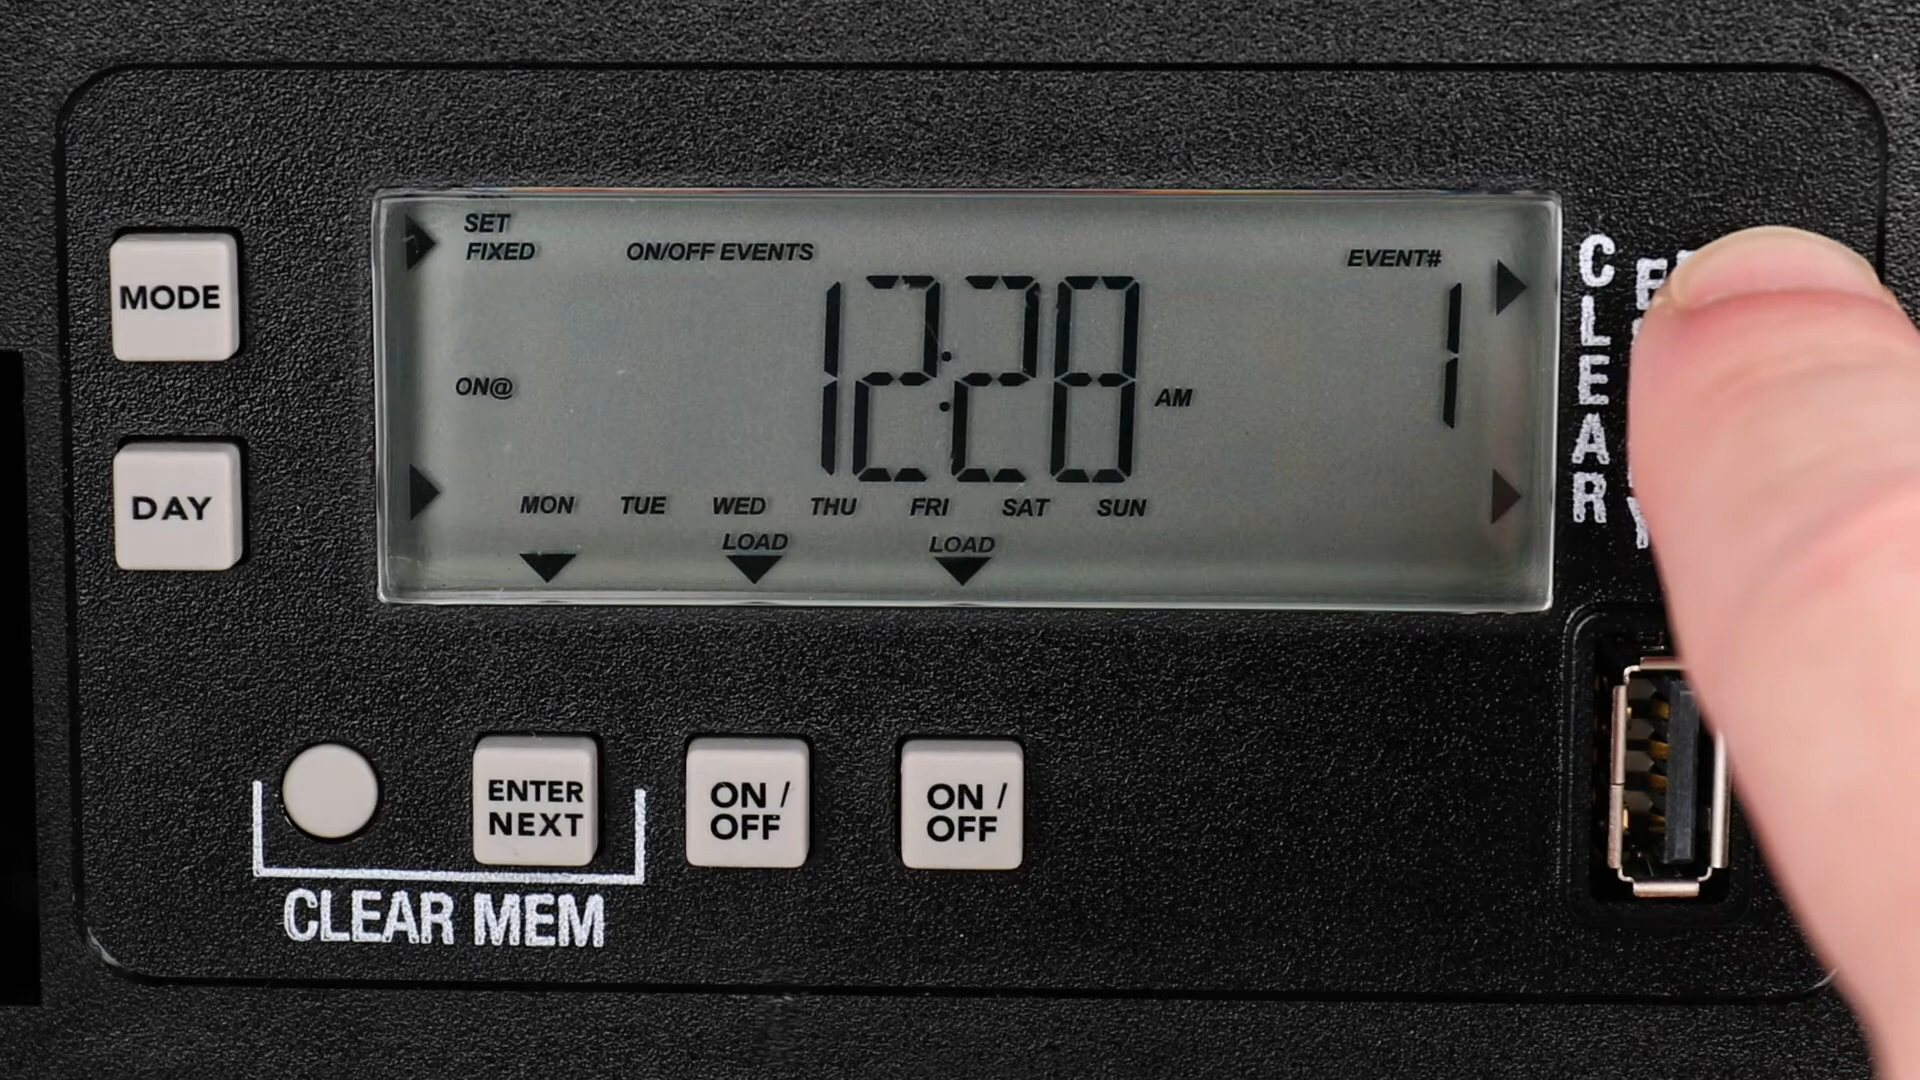 SET
FIXED
ON/OFF EVENTS
EVENT#
ON@
12:28
AM
1
MON TUE WED THU FRI SAT SUN
LOAD LOAD
MODE
DAY
CLEAR
ENTER
NEXT
ON /
OFF
ON /
OFF
CLEAR MEM